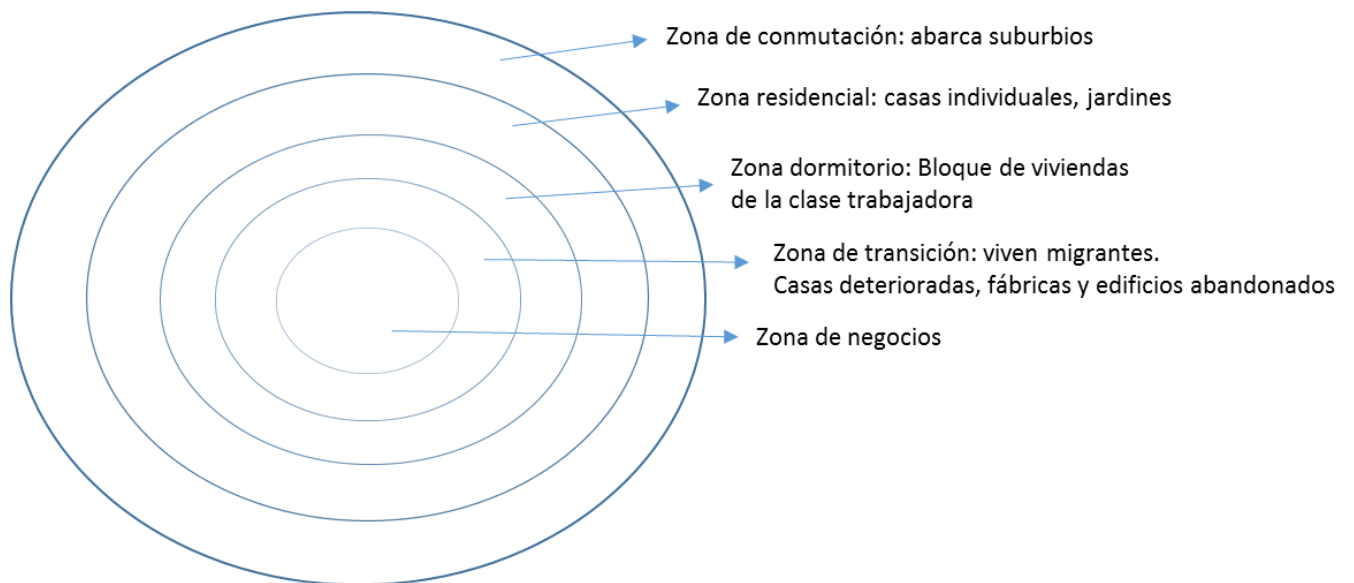 Zona de conmutación: abarca suburbios
Zona residencial: casas individuales, jardines
Zona dormitorio: Bloque de viviendas
de la clase trabajadora
Zona de transición: viven migrantes.
Casas deterioradas, fábricas y edificios abandonados
Zona de negocios